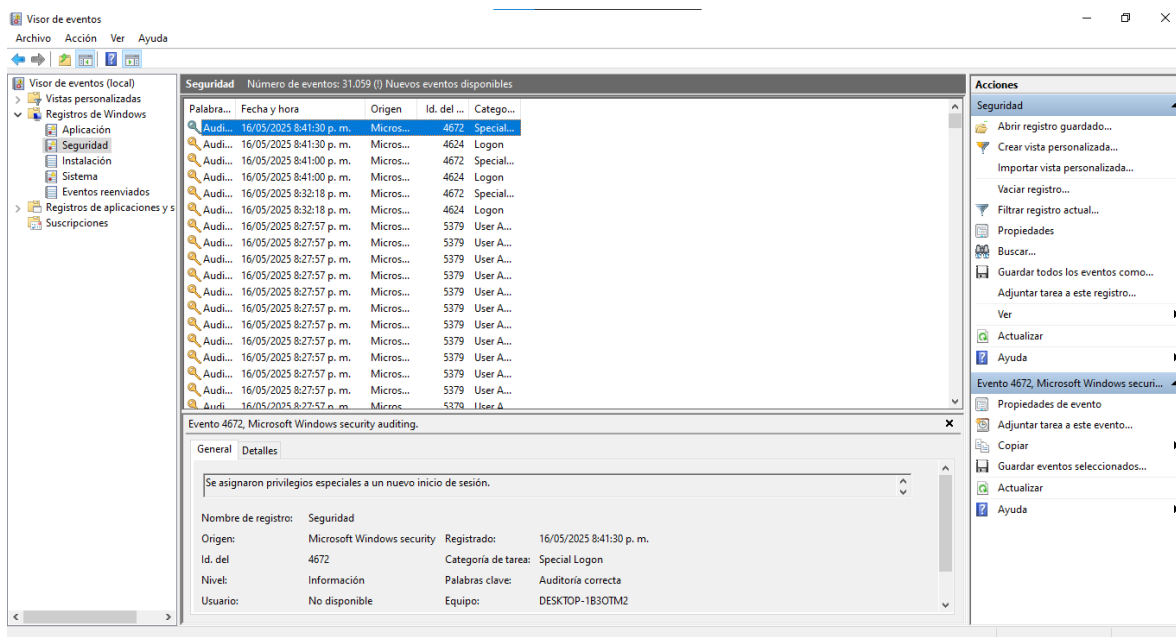 Visor de eventos
Archivo Acción Ver Ayuda
Visor de eventos (local)
Vistas personalizadas
Registros de Windows
Aplicación
Seguridad
Instalación
Sistema
Eventos reenviados
Registros de aplicaciones y s
Suscripciones
Seguridad Número de eventos: 31.059 (!) Nuevos eventos disponibles
Palabra... Fecha y hora Origen Id. del ... Catego...
Audi... 16/05/2025 8:41:30 p. m. Micros... 4672 Special...
Audi... 16/05/2025 8:41:30 p. m. Micros... 4624 Logon
Audi... 16/05/2025 8:41:00 p. m. Micros... 4672 Special...
Audi... 16/05/2025 8:41:00 p. m. Micros... 4624 Logon
Audi... 16/05/2025 8:32:18 p. m. Micros... 4672 Special...
Audi... 16/05/2025 8:32:18 p. m. Micros... 4624 Logon
Audi... 16/05/2025 8:27:57 p. m. Micros... 5379 User A...
Audi... 16/05/2025 8:27:57 p. m. Micros... 5379 User A...
Audi... 16/05/2025 8:27:57 p. m. Micros... 5379 User A...
Audi... 16/05/2025 8:27:57 p. m. Micros... 5379 User A...
Audi... 16/05/2025 8:27:57 p. m. Micros... 5379 User A...
Audi... 16/05/2025 8:27:57 p. m. Micros... 5379 User A...
Audi... 16/05/2025 8:27:57 p. m. Micros... 5379 User A...
Audi... 16/05/2025 8:27:57 p. m. Micros... 5379 User A...
Audi... 16/05/2025 8:27:57 p. m. Micros... 5379 User A...
Audi... 16/05/2025 8:27:57 p. m. Micros... 5379 User A...
Audi... 16/05/2025 8:27:57 p. m. Micros... 5379 User A...
Audi... 16/05/2025 8:27:57 p. m. Micros... 5379 User A...
Evento 4672, Microsoft Windows security auditing.
General Detalles
Se asignaron privilegios especiales a un nuevo inicio de sesión.
Nombre de registro: Seguridad
Origen: Microsoft Windows security Registrado: 16/05/2025 8:41:30 p. m.
Id. del 4672 Categoría de tarea: Special Logon
Nivel: Información Palabras clave: Auditoría correcta
Usuario: No disponible Equipo: DESKTOP-1B3OTM2
Acciones
Seguridad
Abrir registro guardado...
Crear vista personalizada...
Importar vista personalizada...
Vaciar registro...
Filtrar registro actual...
Propiedades
Buscar...
Guardar todos los eventos como...
Adjuntar tarea a este registro...
Ver
Actualizar
Ayuda
Evento 4672, Microsoft Windows securi...
Propiedades de evento
Adjuntar tarea a este evento...
Copiar
Guardar eventos seleccionados...
Actualizar
Ayuda